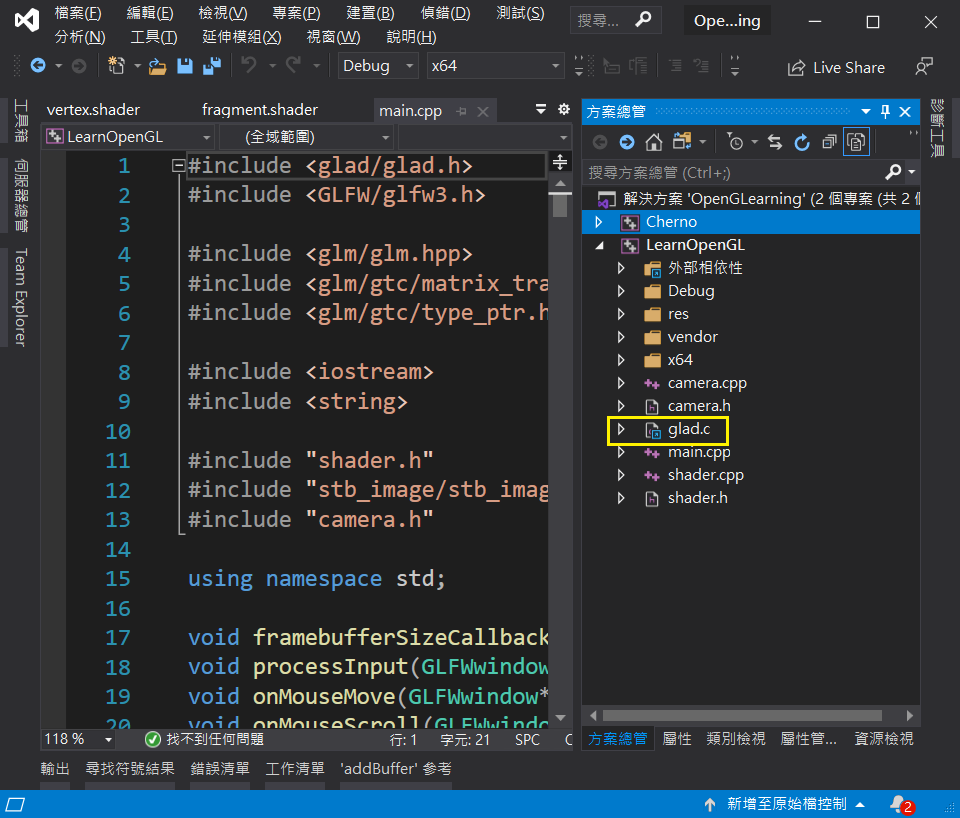 檔案(F) 編輯(E) 檢視(V) 專案(P) 建置(B) 偵錯(D) 測試(S) 搜尋... Ope...ing
分析(N) 工具(T) 延伸模組(X) 視窗(W) 說明(H)
Debug x64 Live Share
工具箱
伺服器總管
Team Explorer
vertex.shader fragment.shader main.cpp
LearnOpenGL (全域範圍)
1 #include <glad/glad.h>
2 #include <GLFW/glfw3.h>
3
4 #include <glm/glm.hpp>
5 #include <glm/gtc/matrix_tra
6 #include <glm/gtc/type_ptr.h
7
8 #include <iostream>
9 #include <string>
10
11 #include "shader.h"
12 #include "stb_image/stb_imag
13 #include "camera.h"
14
15 using namespace std;
16
17 void framebufferSizeCallback
18 void processInput(GLFWwindow
19 void onMouseMove(GLFWwindow*
20 void onMouseScroll(GLFWwindo
118 % 找不到任何問題 行: 1 字元: 21 SPC C
方案總管
搜尋方案總管 (Ctrl+;)
解決方案 'OpenGLearning' (2 個專案 (共 2 個
Cherno
LearnOpenGL
外部相依性
Debug
res
vendor
x64
camera.cpp
camera.h
glad.c
main.cpp
shader.cpp
shader.h
方案總管 屬性 類別檢視 屬性管... 資源檢視
診斷工具
輸出 尋找符號結果 錯誤清單 工作清單 'addBuffer' 參考
新增至原始檔控制 2